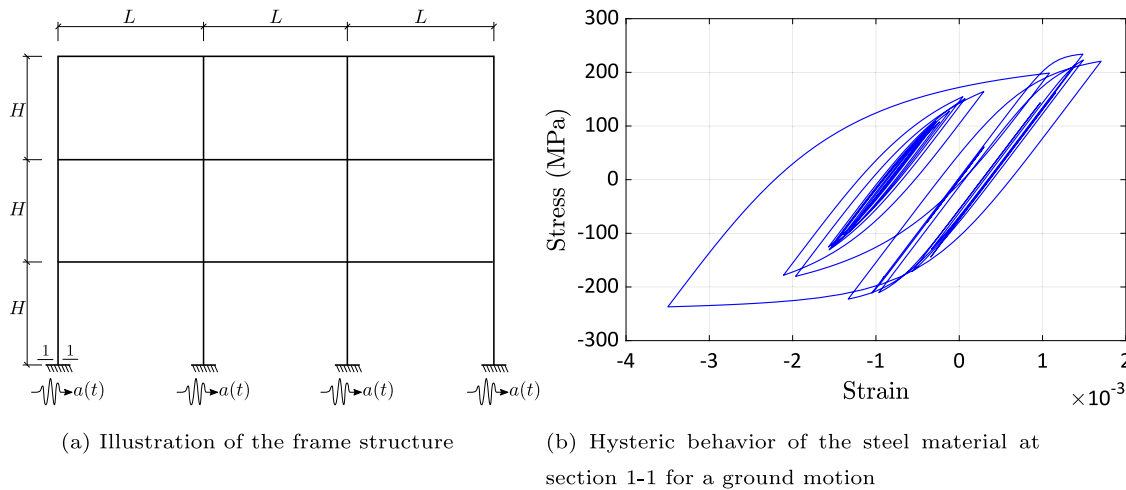 L L L
H
H
H
1 1
a(t) a(t) a(t) a(t)
(a) Illustration of the frame structure
300
200
100
0
-100
-200
-300
Stress (MPa)
-4 -3 -2 -1 0 1 2
Strain
×10-3
(b) Hysteric behavior of the steel material at
section 1-1 for a ground motion